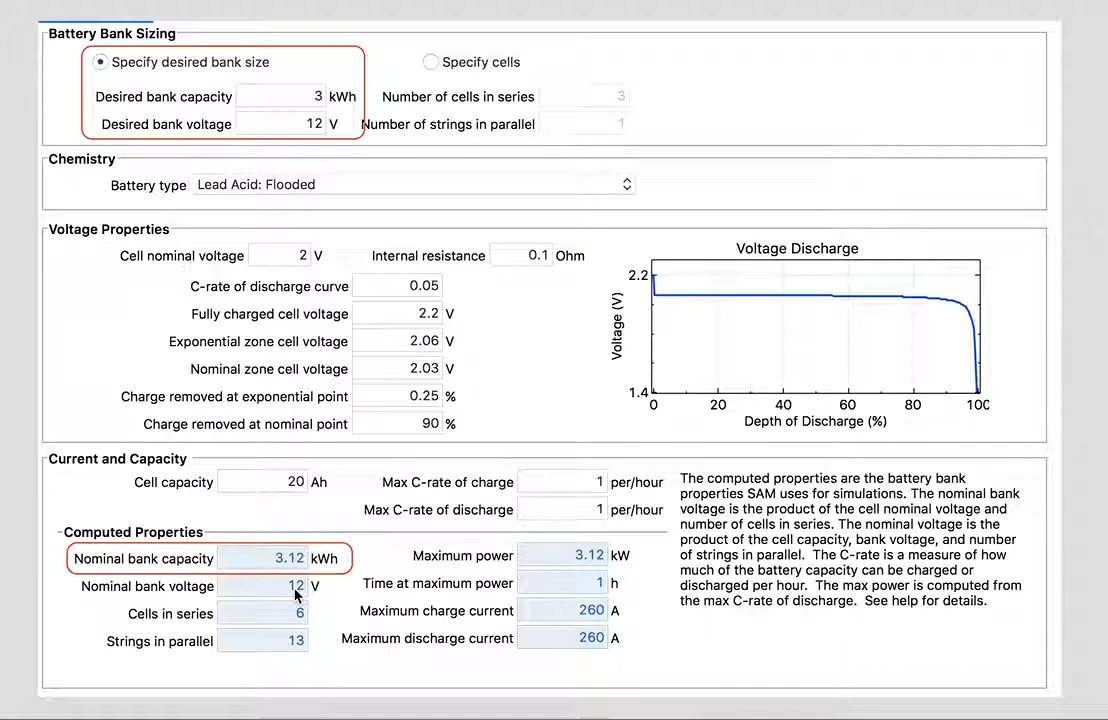 Battery Bank Sizing
Specify desired bank size
Specify cells
Desired bank capacity 3 kWh
Number of cells in series 3
Desired bank voltage 12 V
Number of strings in parallel 1
Chemistry
Battery type Lead Acid: Flooded
Voltage Properties
Cell nominal voltage 2 V
Internal resistance 0.1 Ohm
C-rate of discharge curve 0.05
Fully charged cell voltage 2.2 V
Exponential zone cell voltage 2.06 V
Nominal zone cell voltage 2.03 V
Charge removed at exponential point 0.25 %
Charge removed at nominal point 90 %
Voltage Discharge
Voltage (V)
2.2
1.4
0 20 40 60 80 100
Depth of Discharge (%)
Current and Capacity
Cell capacity 20 Ah
Max C-rate of charge 1 per/hour
Max C-rate of discharge 1 per/hour
Computed Properties
Nominal bank capacity 3.12 kWh
Maximum power 3.12 kW
Nominal bank voltage 12 V
Time at maximum power 1 h
Cells in series 6
Maximum charge current 260 A
Strings in parallel 13
Maximum discharge current 260 A
The computed properties are the battery bank
properties SAM uses for simulations. The nominal bank
voltage is the product of the cell nominal voltage and
number of cells in series. The nominal voltage is the
product of the cell capacity, bank voltage, and number
of strings in parallel. The C-rate is a measure of how
much of the battery capacity can be charged or
discharged per hour. The max power is computed from
the max C-rate of discharge. See help for details.